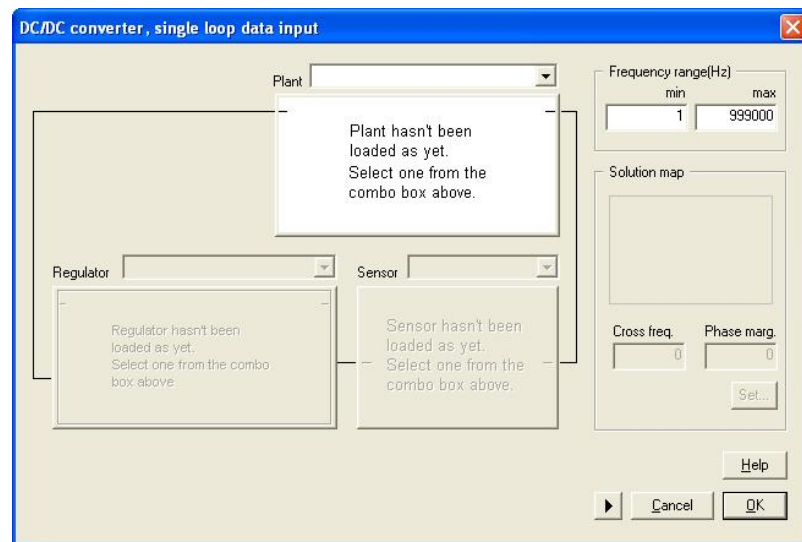 DC/DC converter, single loop data input
Plant
Plant hasn't been
loaded as yet.
Select one from the
combo box above.
Regulator
Regulator hasn't been
loaded as yet.
Select one from the combo
box above
Sensor
Sensor hasn't been
loaded as yet.
Select one from the
combo box above.
Frequency range(Hz)
min max
1 999000
Solution map
Cross freq. Phase marg.
0 0
Set...
Help
Cancel OK